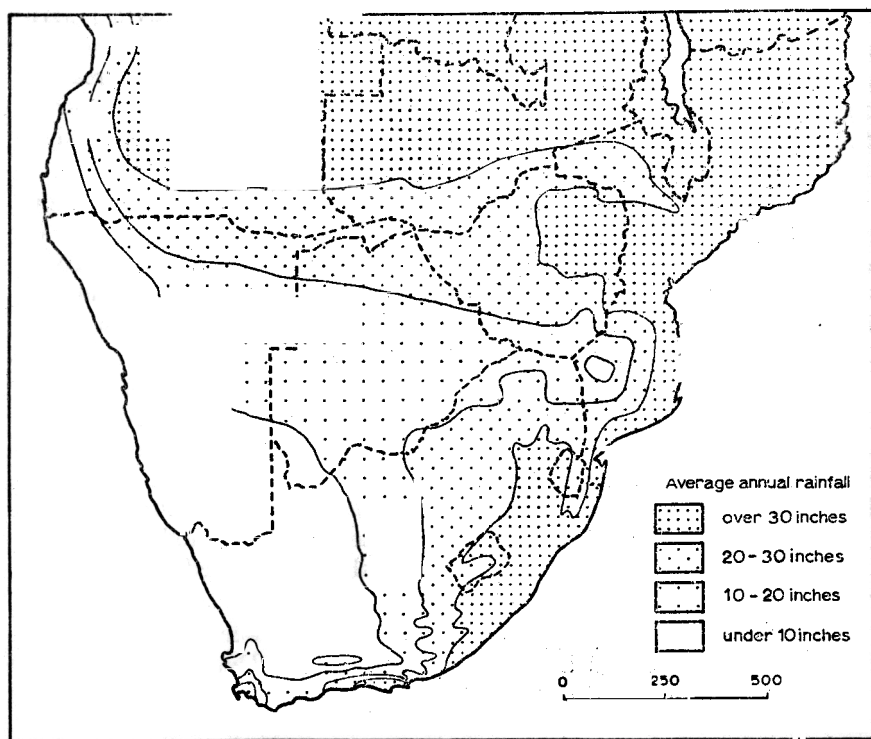 Average annual rainfall
over 30 inches
20-30 inches
10-20 inches
under 10 inches
0 250 500